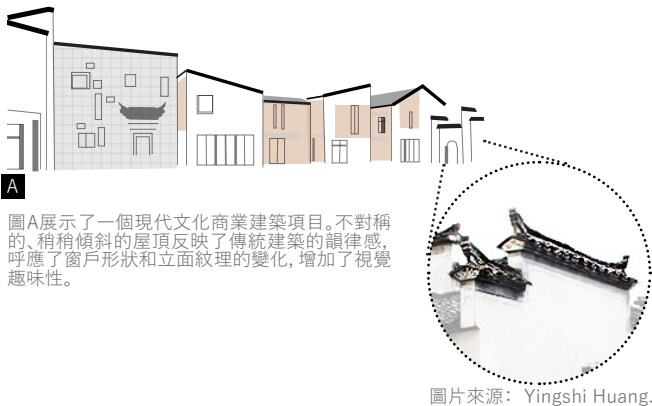 A
圖A展示了一個現代文化商業建築項目。不對稱
的、稍稍傾斜的屋頂反映了傳統建築的韻律感,
呼應了窗戶形狀和立面紋理的變化, 增加了視覺
趣味性。
圖片來源： Yingshi Huang.